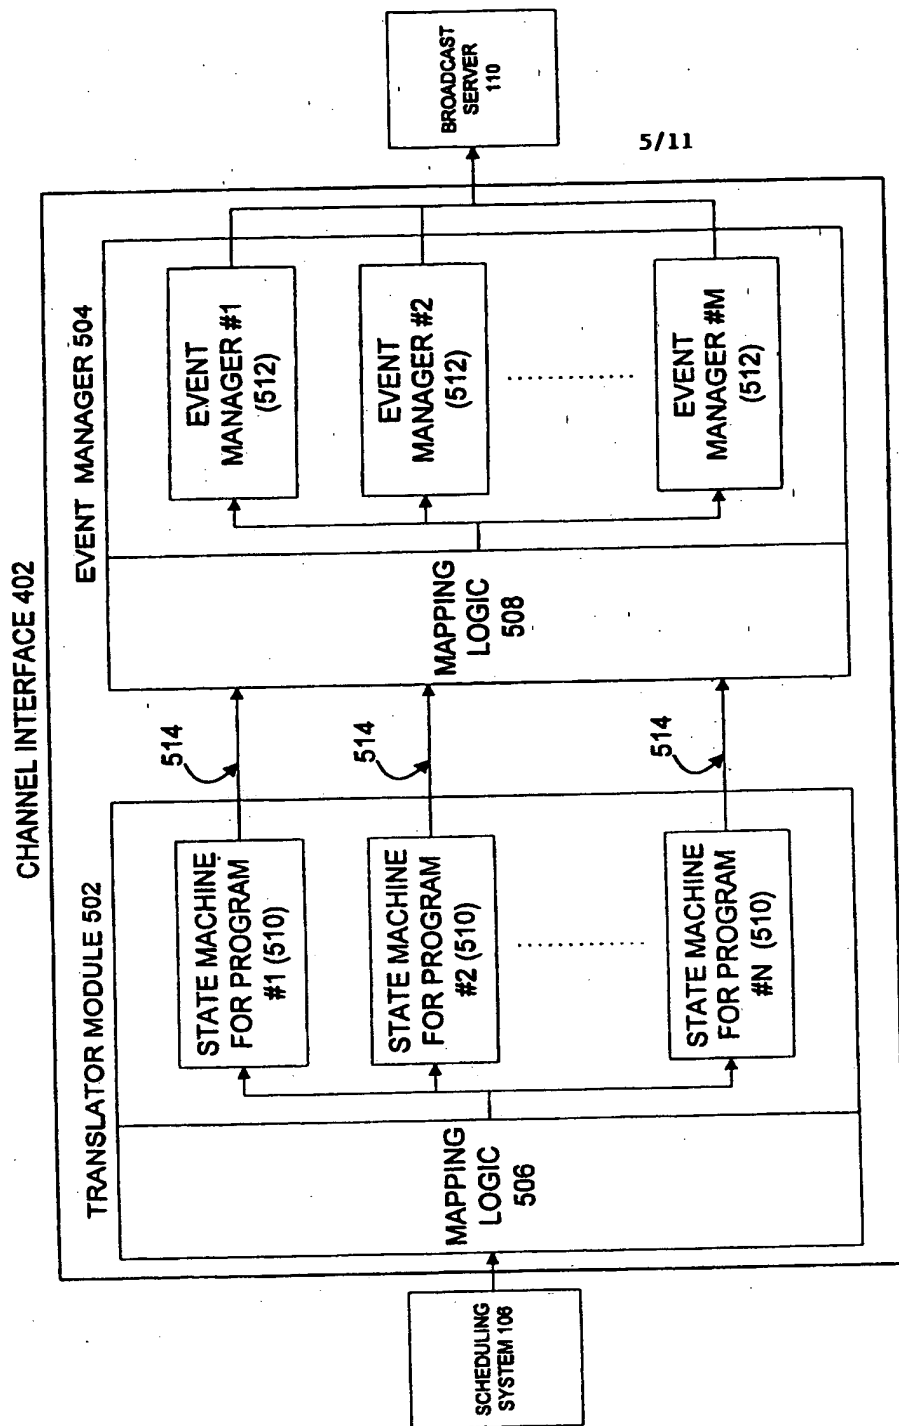 5/11
CHANNEL INTERFACE 402
TRANSLATOR MODULE 502
EVENT MANAGER 504
SCHEDULING
SYSTEM 106
MAPPING
LOGIC
506
STATE MACHINE
FOR PROGRAM
#1 (510)
STATE MACHINE
FOR PROGRAM
#2 (510)
STATE MACHINE
FOR PROGRAM
#N (510)
514
514
514
MAPPING
LOGIC
508
EVENT
MANAGER #1
(512)
EVENT
MANAGER #2
(512)
EVENT
MANAGER #M
(512)
BROADCAST
SERVER
110